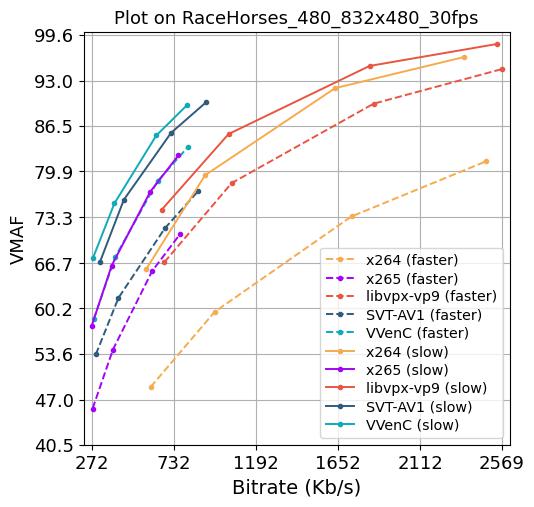 Plot on RaceHorses_480_832x480_30fps
99.6
93.0
86.5
79.9
73.3
66.7
60.2
53.6
47.0
40.5
VMAF
x264 (faster)
x265 (faster)
libvpx-vp9 (faster)
SVT-AV1 (faster)
VVenC (faster)
x264 (slow)
x265 (slow)
libvpx-vp9 (slow)
SVT-AV1 (slow)
VVenC (slow)
272 732 1192 1652 2112 2569
Bitrate (Kb/s)